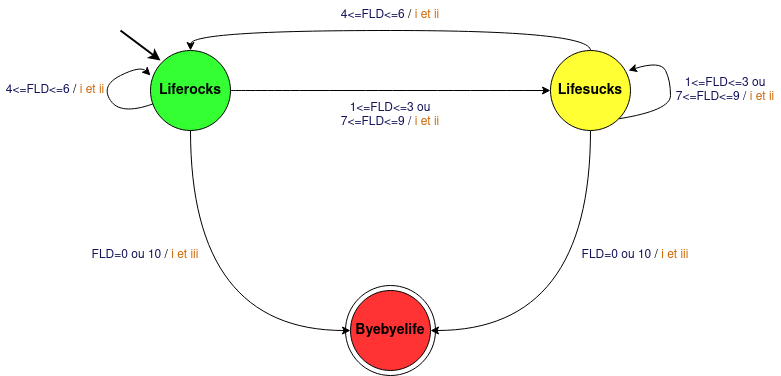 4<=FLD<=6 / i et ii
4<=FLD<=6 / i et ii
Liferocks
Lifesucks
1<=FLD<=3 ou
7<=FLD<=9 / i et ii
1<=FLD<=3 ou
7<=FLD<=9 / i et ii
FLD=0 ou 10 / i et iii
FLD=0 ou 10 / i et iii
Byebyelife